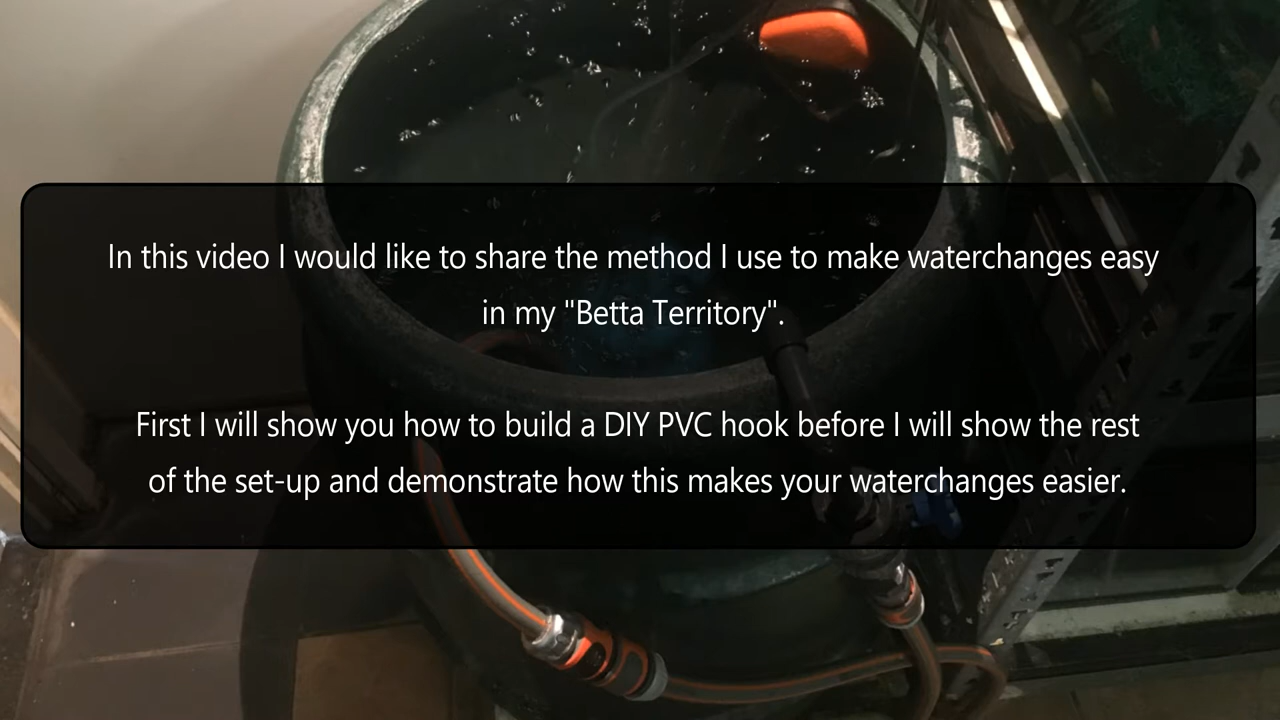 In this video I would like to share the method I use to make waterchanges easy
in my "Betta Territory".
First I will show you how to build a DIY PVC hook before I will show the rest
of the set-up and demonstrate how this makes your waterchanges easier.